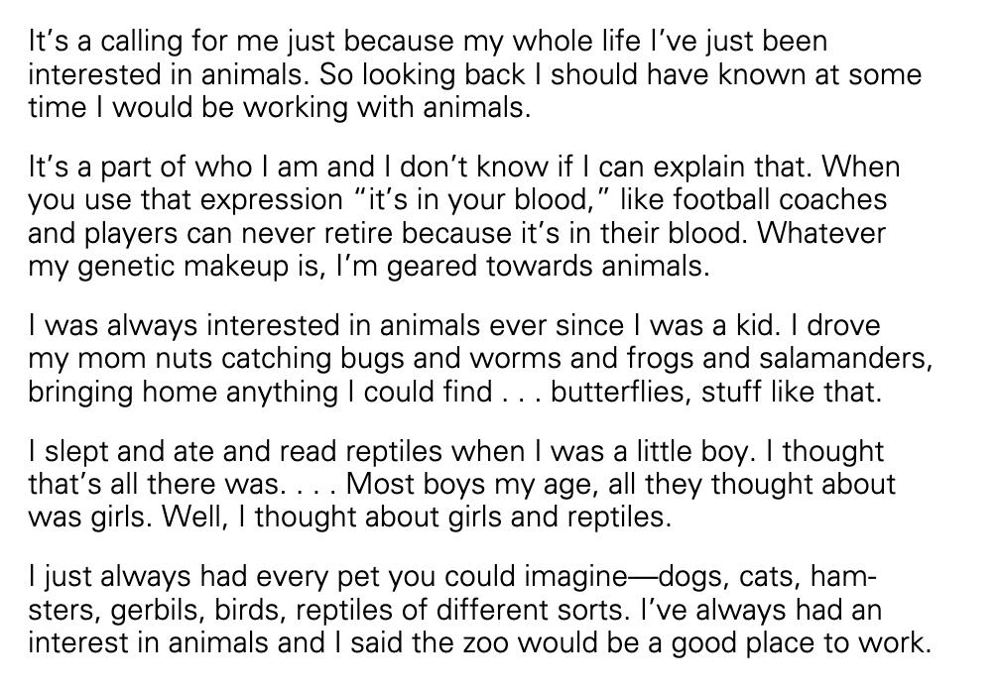 It’s a calling for me just because my whole life I’ve just been
interested in animals. So looking back I should have known at some
time I would be working with animals.
It’s a part of who I am and I don’t know if I can explain that. When
you use that expression “it’s in your blood,” like football coaches
and players can never retire because it’s in their blood. Whatever
my genetic makeup is, I’m geared towards animals.
I was always interested in animals ever since I was a kid. I drove
my mom nuts catching bugs and worms and frogs and salamanders,
bringing home anything I could find . . . butterflies, stuff like that.
I slept and ate and read reptiles when I was a little boy. I thought
that’s all there was. . . . Most boys my age, all they thought about
was girls. Well, I thought about girls and reptiles.
I just always had every pet you could imagine—dogs, cats, ham-
sters, gerbils, birds, reptiles of different sorts. I’ve always had an
interest in animals and I said the zoo would be a good place to work.